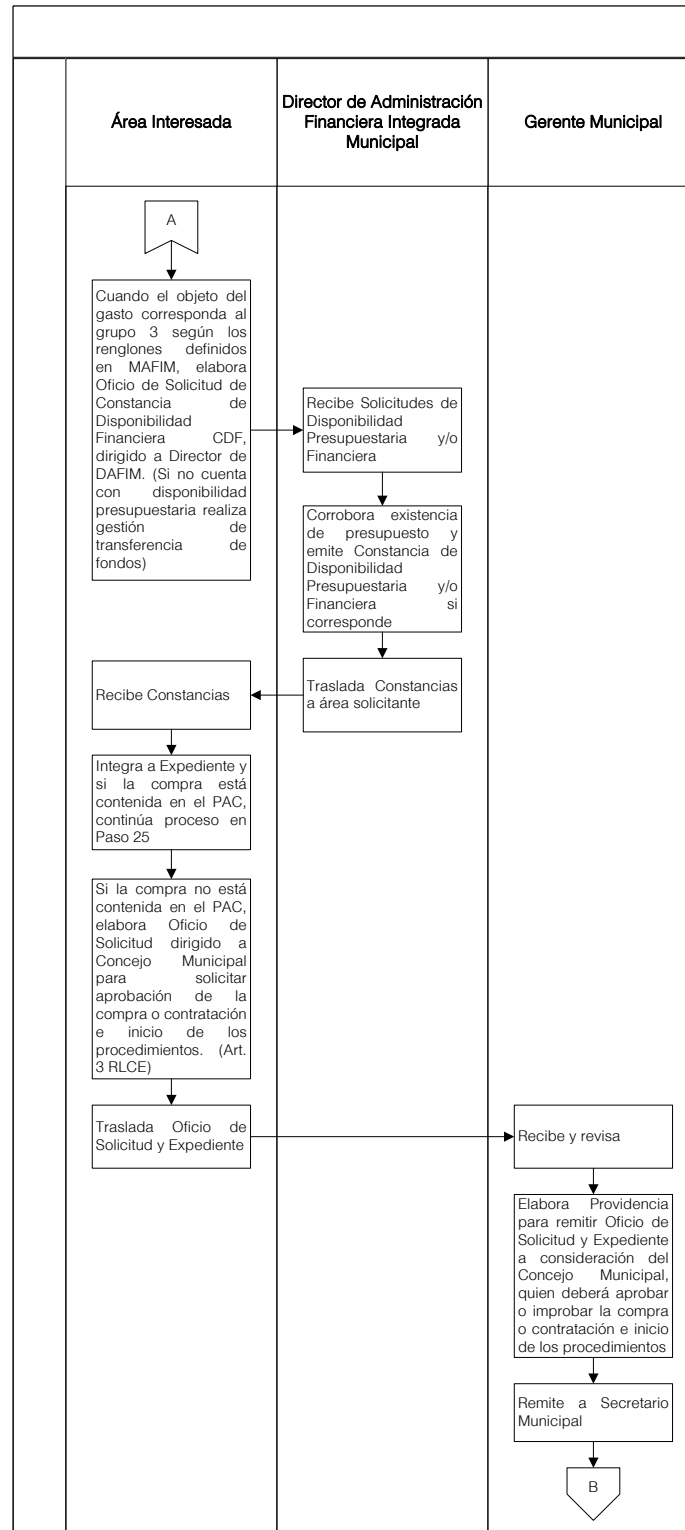 Área Interesada
Director de Administración
Financiera Integrada
Municipal
Gerente Municipal
A
Cuando el objeto del
gasto corresponda al
grupo 3 según los
renglones definidos
en MAFIM, elabora
Oficio de Solicitud de
Constancia de
Disponibilidad
Financiera CDF,
dirigido a Director de
DAFIM. (Si no cuenta
con disponibilidad
presupuestaria realiza
gestión de
transferencia de
fondos)
Recibe Solicitudes de
Disponibilidad
Presupuestaria y/o
Financiera
Corrobora existencia
de presupuesto y
emite Constancia de
Disponibilidad
Presupuestaria y/o
Financiera si
corresponde
Traslada Constancias
a área solicitante
Recibe Constancias
Integra a Expediente y
si la compra está
contenida en el PAC,
continúa proceso en
Paso 25
Si la compra no está
contenida en el PAC,
elabora Oficio de
Solicitud dirigido a
Concejo Municipal
para solicitar
aprobación de la
compra o contratación
e inicio de los
procedimientos. (Art.
3 RLCE)
Traslada Oficio de
Solicitud y Expediente
Recibe y revisa
Elabora Providencia
para remitir Oficio de
Solicitud y Expediente
a consideración del
Concejo Municipal,
quien deberá aprobar
o improbar la compra
o contratación e inicio
de los procedimientos
Remite a Secretario
Municipal
B